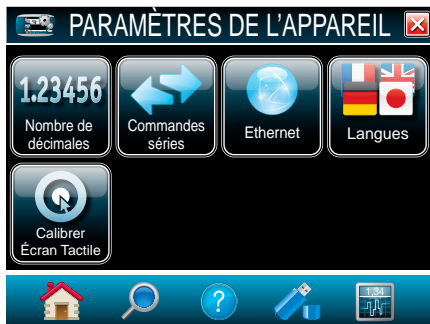 PARAMÈTRES DE L'APPAREIL
1.23456
Nombre de
décimales
Commandes
séries
Ethernet
Langues
Calibrer
Écran Tactile
?
1,34